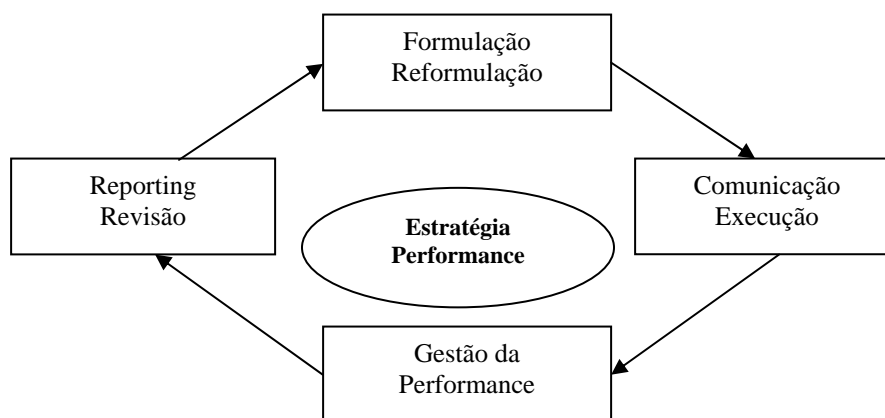 Formulação
Reformulação
Reporting
Revisão
Comunicação
Execução
Estratégia
Performance
Gestão da
Performance